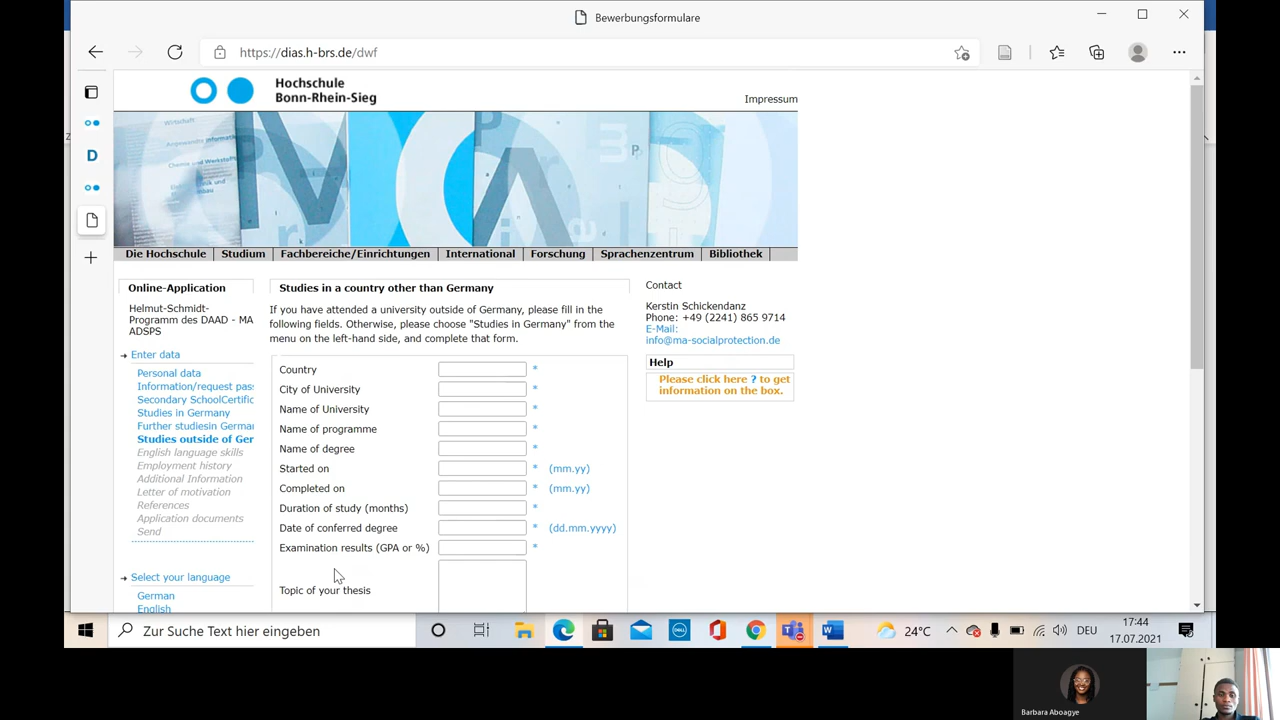 Bewerbungsformulare
https://dias.h-brs.de/dwf
Hochschule
Bonn-Rhein-Sieg
Impressum
Die Hochschule
Studium
Fachbereiche/Einrichtungen
International
Forschung
Sprachenzentrum
Bibliothek
Online-Application
Helmut-Schmidt-
Programm des DAAD - MA
ADSPS
Enter data
Personal data
Information/request pas
Secondary SchoolCertific
Studies in Germany
Further studiesin Germar
Studies outside of Ger
English language skills
Employment history
Additional Information
Letter of motivation
References
Application documents
Send
Select your language
German
English
Studies in a country other than Germany
If you have attended a university outside of Germany, please fill in the
following fields. Otherwise, please choose "Studies in Germany" from the
menu on the left-hand side, and complete that form.
Country *
City of University *
Name of University *
Name of programme *
Name of degree *
Started on * (mm.yy)
Completed on * (mm.yy)
Duration of study (months) *
Date of conferred degree * (dd.mm.yyyy)
Examination results (GPA or %) *
Topic of your thesis
Contact
Kerstin Schickendanz
Phone: +49 (2241) 865 9714
E-Mail:
info@ma-socialprotection.de
Help
Please click here ? to get
information on the box.
Zur Suche Text hier eingeben
24°C
DEU
17:44
17.07.2021
Barbara Aboagye